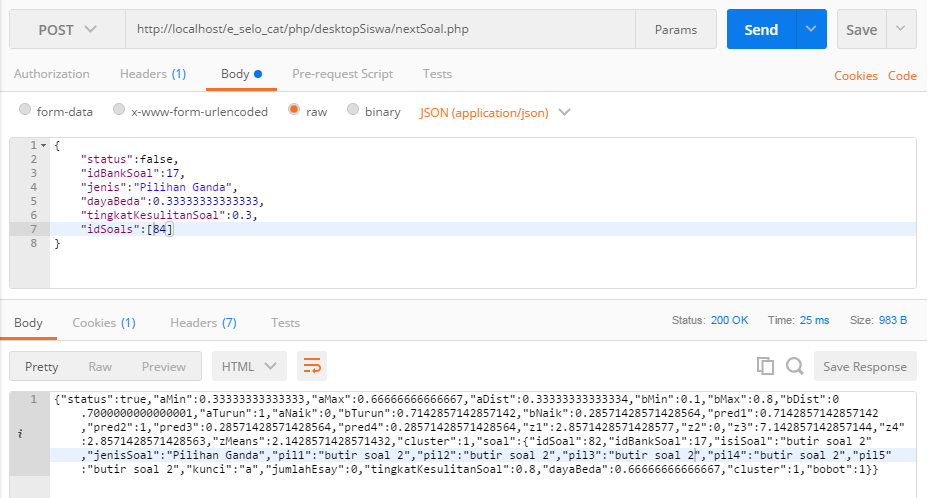 POST http://localhost/e_selo_cat/php/desktopSiswa/nextSoal.php Params Send Save
Authorization Headers (1) Body Pre-request Script Tests Cookies Code
form-data x-www-form-urlencoded raw binary JSON (application/json)
1 {
2 "status":false,
3 "idBankSoal":17,
4 "jenis":"Pilihan Ganda",
5 "dayaBeda":0.33333333333333,
6 "tingkatKesulitanSoal":0.3,
7 "idSoals":[84]
8 }
Body Cookies (1) Headers (7) Tests Status: 200 OK Time: 25 ms Size: 983 B
Pretty Raw Preview HTML Save Response
1 {"status":true,"aMin":0.33333333333333,"aMax":0.66666666666667,"aDist":0.33333333333334,"bMin":0.1,"bMax":0.8,"bDist":0
i .7000000000000001,"aTurun":1,"aNaik":0,"bTurun":0.7142857142857142,"bNaik":0.28571428571428564,"pred1":0.7142857142857142
,"pred2":1,"pred3":0.28571428571428564,"pred4":0.28571428571428564,"z1":2.8571428571428577,"z2":0,"z3":7.142857142857144,"z4"
:2.8571428571428563,"zMeans":2.1428571428571432,"cluster":1,"soal":{"idSoal":82,"idBankSoal":17,"isiSoal":"butir soal 2"
,"jenisSoal":"Pilihan Ganda","pil1":"butir soal 2","pil2":"butir soal 2","pil3":"butir soal 2","pil4":"butir soal 2","pil5"
:"butir soal 2","kunci":"a","jumlahEsay":0,"tingkatKesulitanSoal":0.8,"dayaBeda":0.66666666666667,"cluster":1,"bobot":1}}